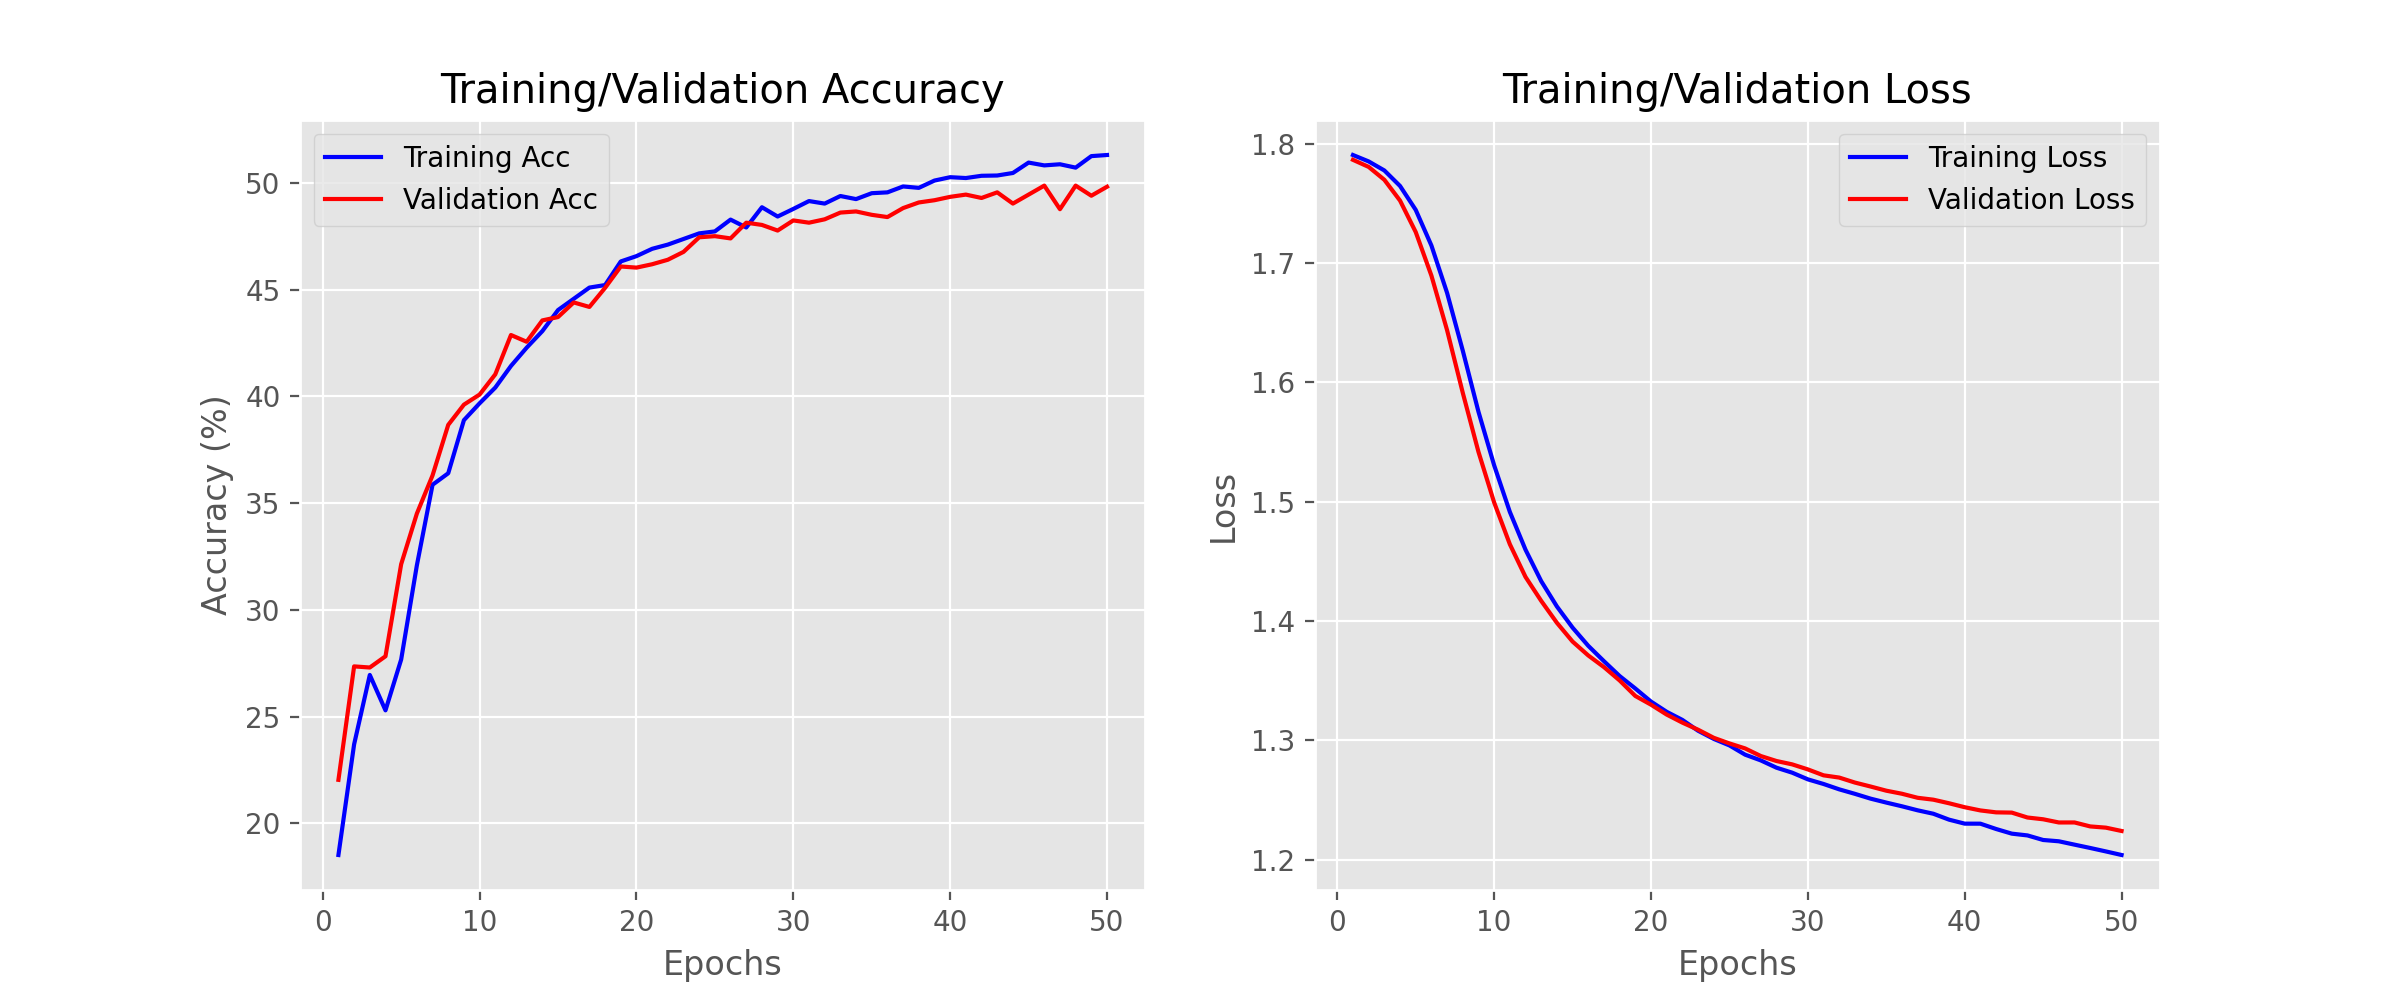 Training/Validation Accuracy
Training Acc
Validation Acc
50
45
40
35
30
25
20
Accuracy (%)
0 10 20 30 40 50
Epochs
Training/Validation Loss
Training Loss
Validation Loss
1.8
1.7
1.6
1.5
1.4
1.3
1.2
Loss
0 10 20 30 40 50
Epochs